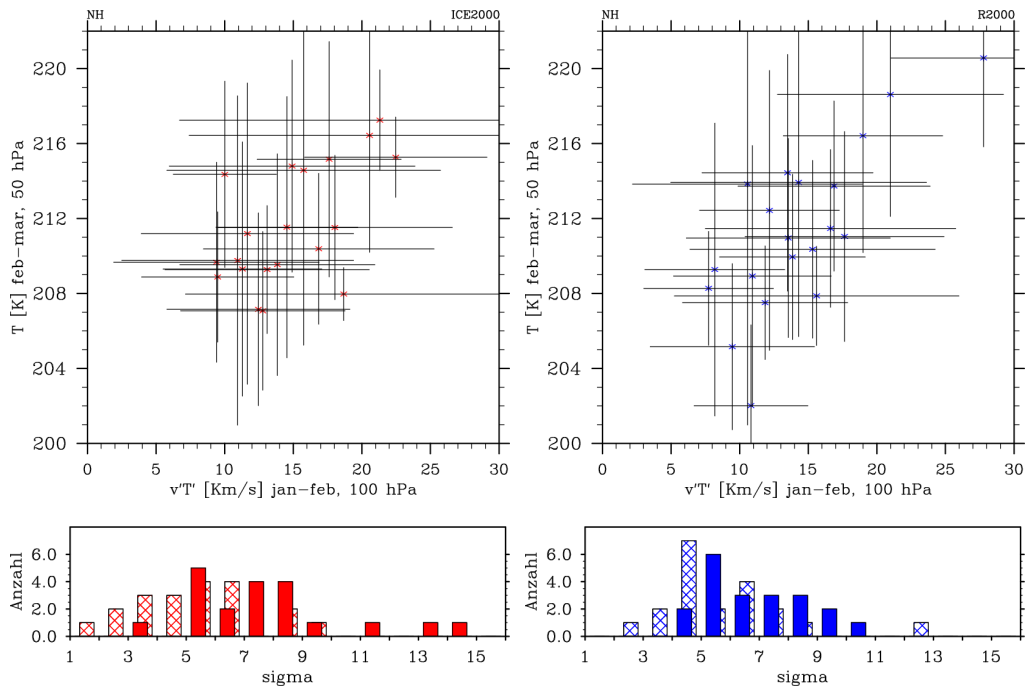 NH ICE2000
220
216
212
208
204
200
T [K] feb-mar, 50 hPa
0 5 10 15 20 25 30
v'T' [Km/s] jan-feb, 100 hPa
NH R2000
220
216
212
208
204
200
T [K] feb-mar, 50 hPa
0 5 10 15 20 25 30
v'T' [Km/s] jan-feb, 100 hPa
6.0
4.0
2.0
0.0
Anzahl
1 3 5 7 9 11 13 15
sigma
6.0
4.0
2.0
0.0
Anzahl
1 3 5 7 9 11 13 15
sigma